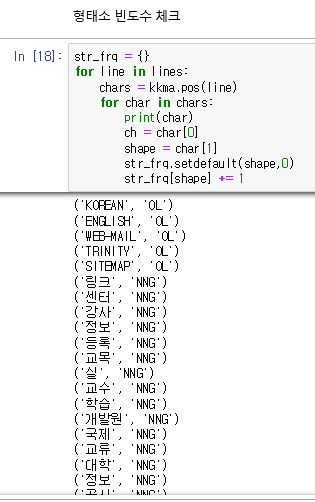 형태소 빈도수 체크
In [18]: str_frq = {}
for line in lines:
    chars = kkma.pos(line)
    for char in chars:
        print(char)
        ch = char[0]
        shape = char[1]
        str_frq.setdefault(shape,0)
        str_frq[shape] += 1
('KOREAN', 'OL')
('ENGLISH', 'OL')
('WEB-MAIL', 'OL')
('TRINITY', 'OL')
('SITEMAP', 'OL')
('링크', 'NNG')
('센터', 'NNG')
('강사', 'NNG')
('정보', 'NNG')
('등록', 'NNG')
('교목', 'NNG')
('실', 'NNG')
('교수', 'NNG')
('학습', 'NNG')
('개발원', 'NNG')
('국제', 'NNG')
('교류', 'NNG')
('대학', 'NNG')
('정보', 'NNG')